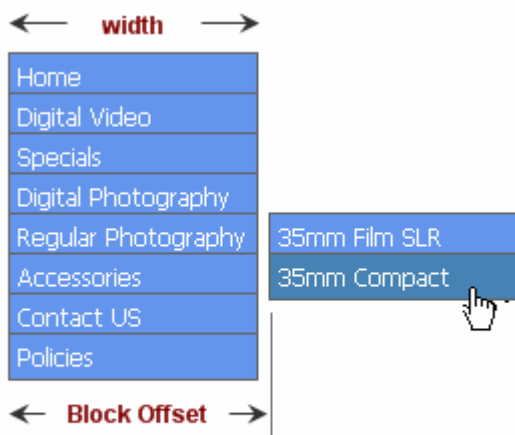 width
Home
Digital Video
Specials
Digital Photography
Regular Photography
35mm Film SLR
Accessories
35mm Compact
Contact US
Policies
Block Offset